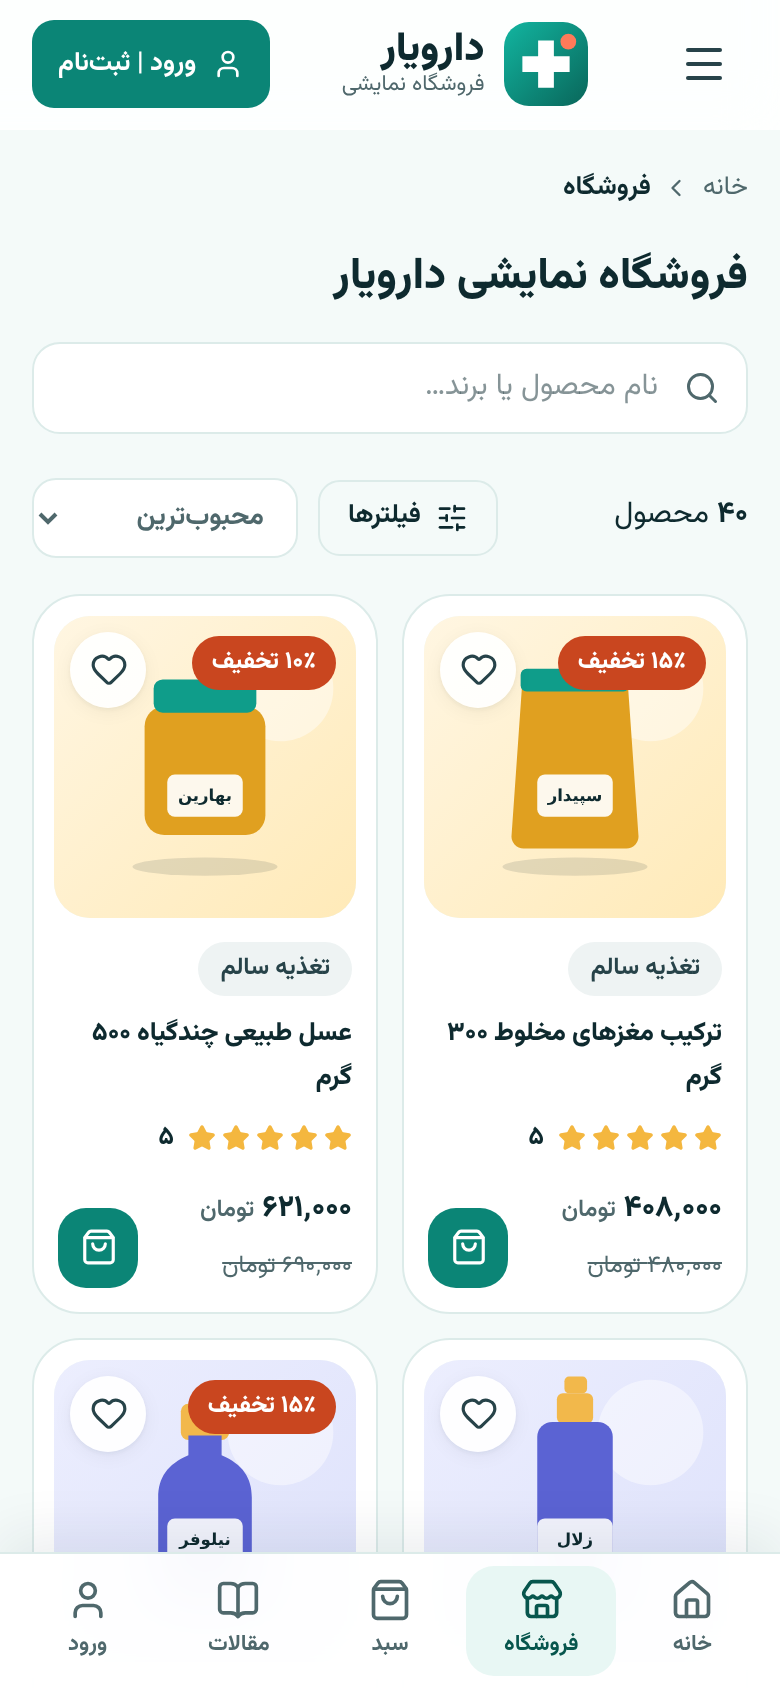 دارویار
فروشگاه نمایشی
ورود | ثبت‌نام
خانه
فروشگاه
فروشگاه نمایشی دارویار
نام محصول یا برند...
۴۰ محصول
فیلترها
محبوب‌ترین
۱۵٪ تخفیف
سپیدار
تغذیه سالم
ترکیب مغزهای مخلوط ۳۰۰
گرم
۵
۴۰۸,۰۰۰ تومان
۴۸۰,۰۰۰ تومان
۱۰٪ تخفیف
بهارین
تغذیه سالم
عسل طبیعی چندگیاه ۵۰۰
گرم
۵
۶۲۱,۰۰۰ تومان
۶۹۰,۰۰۰ تومان
زلال
۱۵٪ تخفیف
نیلوفر
خانه
فروشگاه
سبد
مقالات
ورود